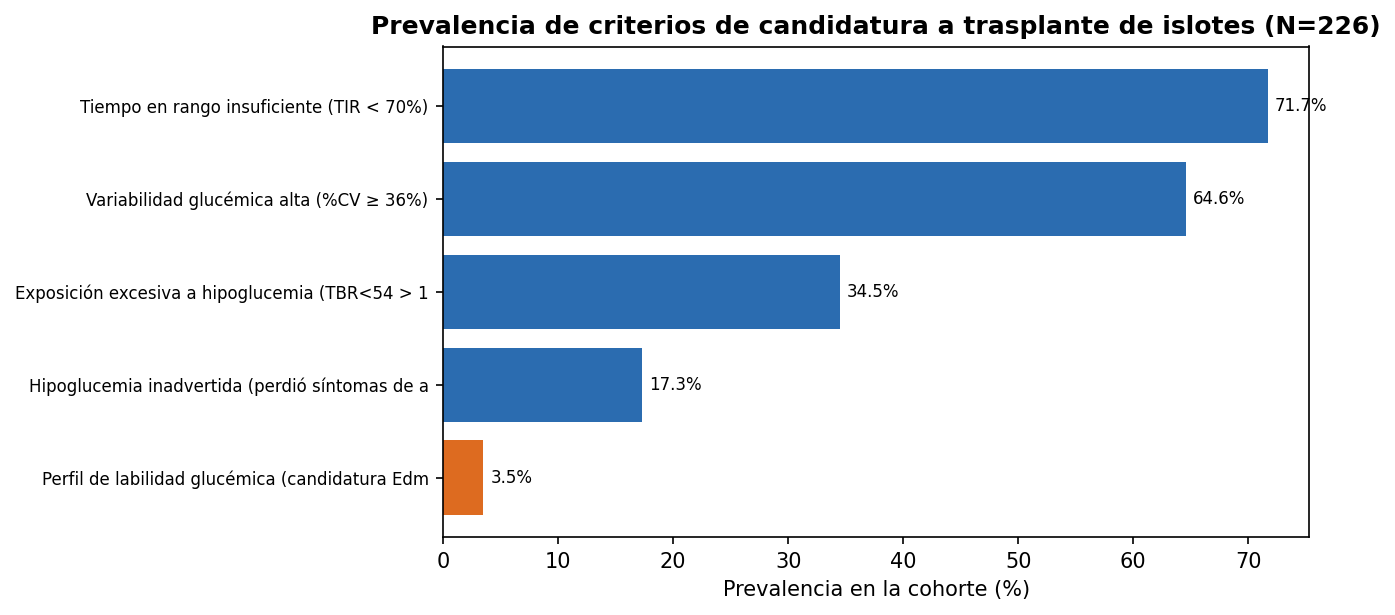 Prevalencia de criterios de candidatura a trasplante de islotes (N=226)
Tiempo en rango insuficiente (TIR < 70%)
71.7%
Variabilidad glucémica alta (%CV ≥ 36%)
64.6%
Exposición excesiva a hipoglucemia (TBR<54 > 1
34.5%
Hipoglucemia inadvertida (perdió síntomas de a
17.3%
Perfil de labilidad glucémica (candidatura Edm
3.5%
0 10 20 30 40 50 60 70
Prevalencia en la cohorte (%)